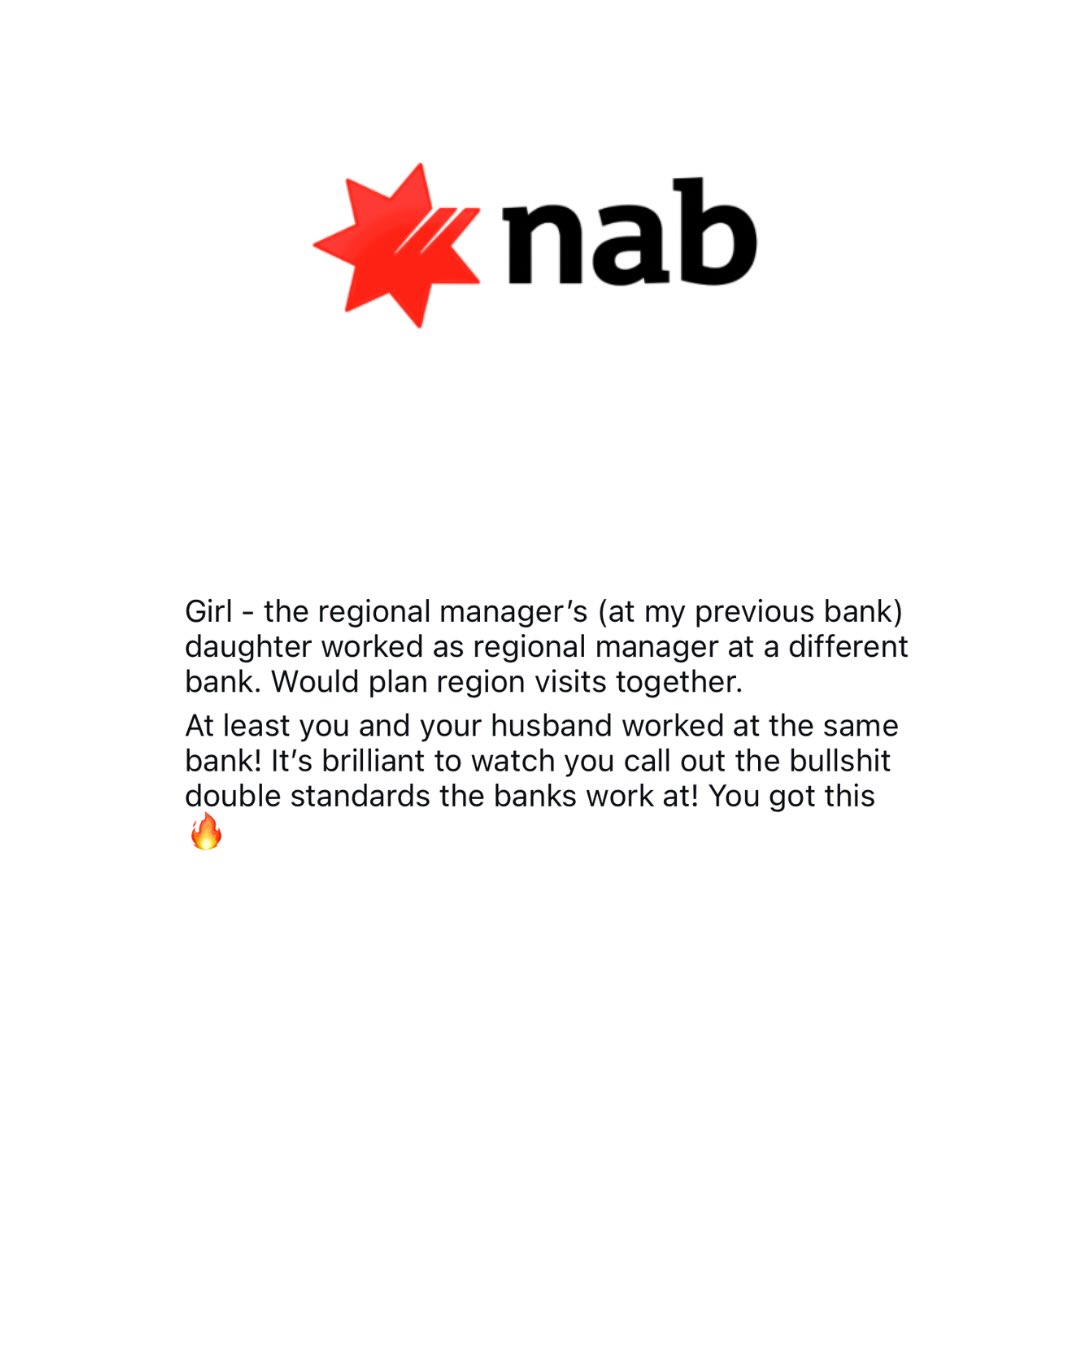 nab
Girl - the regional manager’s (at my previous bank)
daughter worked as regional manager at a different
bank. Would plan region visits together.
At least you and your husband worked at the same
bank! It’s brilliant to watch you call out the bullshit
double standards the banks work at! You got this
🔥